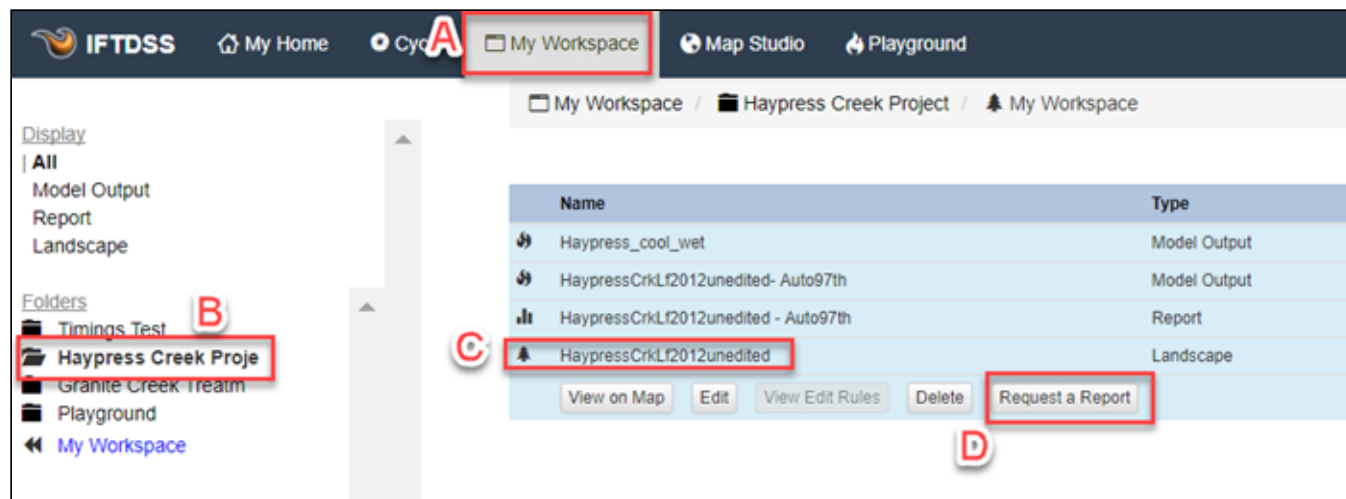 IFTDSS My Home Cyc A My Workspace Map Studio Playground
My Workspace / Haypress Creek Project / My Workspace
Display
| All
Model Output
Report
Landscape
Folders
B
Timings Test
Haypress Creek Proje
Granite Creek Treatm
Playground
My Workspace
Name Type
Haypress_cool_wet Model Output
HaypressCrkLf2012unedited- Auto97th Model Output
HaypressCrkLf2012unedited - Auto97th Report
C HaypressCrkLf2012unedited Landscape
View on Map Edit View Edit Rules Delete Request a Report
D